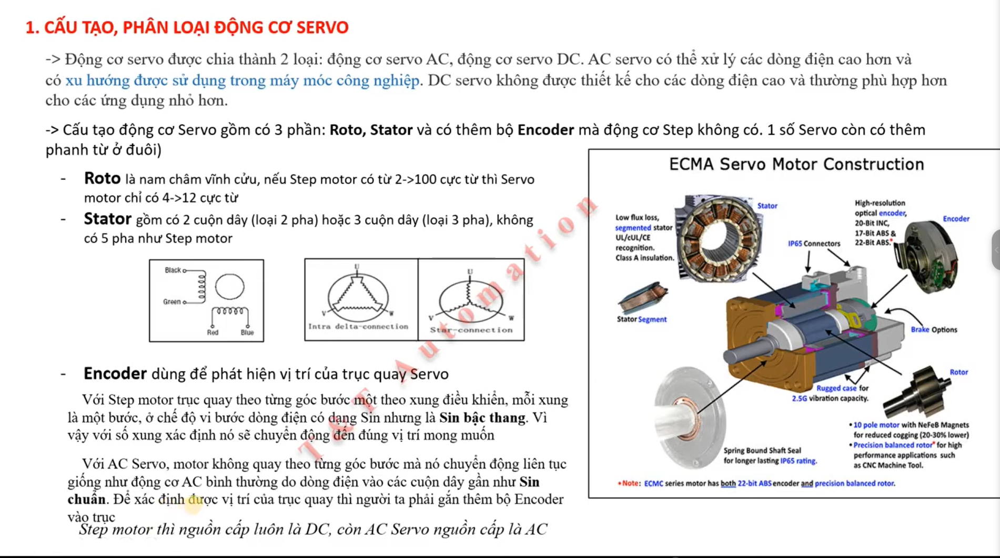 1. CẤU TẠO, PHÂN LOẠI ĐỘNG CƠ SERVO
-> Động cơ servo được chia thành 2 loại: động cơ servo AC, động cơ servo DC. AC servo có thể xử lý các dòng điện cao hơn và
có xu hướng được sử dụng trong máy móc công nghiệp. DC servo không được thiết kế cho các dòng điện cao và thường phù hợp hơn
cho các ứng dụng nhỏ hơn.
-> Cấu tạo động cơ Servo gồm có 3 phần: Roto, Stator và có thêm bộ Encoder mà động cơ Step không có. 1 số Servo còn có thêm
phanh từ ở đuôi)
- Roto là nam châm vĩnh cửu, nếu Step motor có từ 2->100 cực từ thì Servo
motor chỉ có 4->12 cực từ
- Stator gồm có 2 cuộn dây (loại 2 pha) hoặc 3 cuộn dây (loại 3 pha), không
có 5 pha như Step motor
Black
Green
Red Blue
U
V W
Intra delta-connection
U
V W
Star-connection
- Encoder dùng để phát hiện vị trí của trục quay Servo
Với Step motor trục quay theo từng góc bước một theo xung điều khiển, mỗi xung
là một bước, ở chế độ vi bước dòng điện có dạng Sin nhưng là Sin bậc thang. Vì
vậy với số xung xác định nó sẽ chuyển động đến đúng vị trí mong muốn
Với AC Servo, motor không quay theo từng góc bước mà nó chuyển động liên tục
giống như động cơ AC bình thường do dòng điện vào các cuộn dây gần như Sin
chuẩn. Để xác định được vị trí của trục quay thì người ta phải gắn thêm bộ Encoder
vào trục
Step motor thì nguồn cấp luôn là DC, còn AC Servo nguồn cấp là AC
T&T Automation
ECMA Servo Motor Construction
Stator
Low flux loss,
segmented stator
UL/cUL/CE
recognition.
Class A insulation.
Stator Segment
High-resolution
optical encoder,
20-Bit INC,
17-Bit ABS &
22-Bit ABS.*
Encoder
IP65 Connectors
Brake Options
Rotor
Rugged case for
2.5G vibration capacity.
• 10 pole motor with NeFeB Magnets
for reduced cogging (20-30% lower)
• Precision balanced rotor* for high
performance applications such
as CNC Machine Tool.
Spring Bound Shaft Seal
for longer lasting IP65 rating.
*Note: ECMC series motor has both 22-bit ABS encoder and precision balanced rotor.